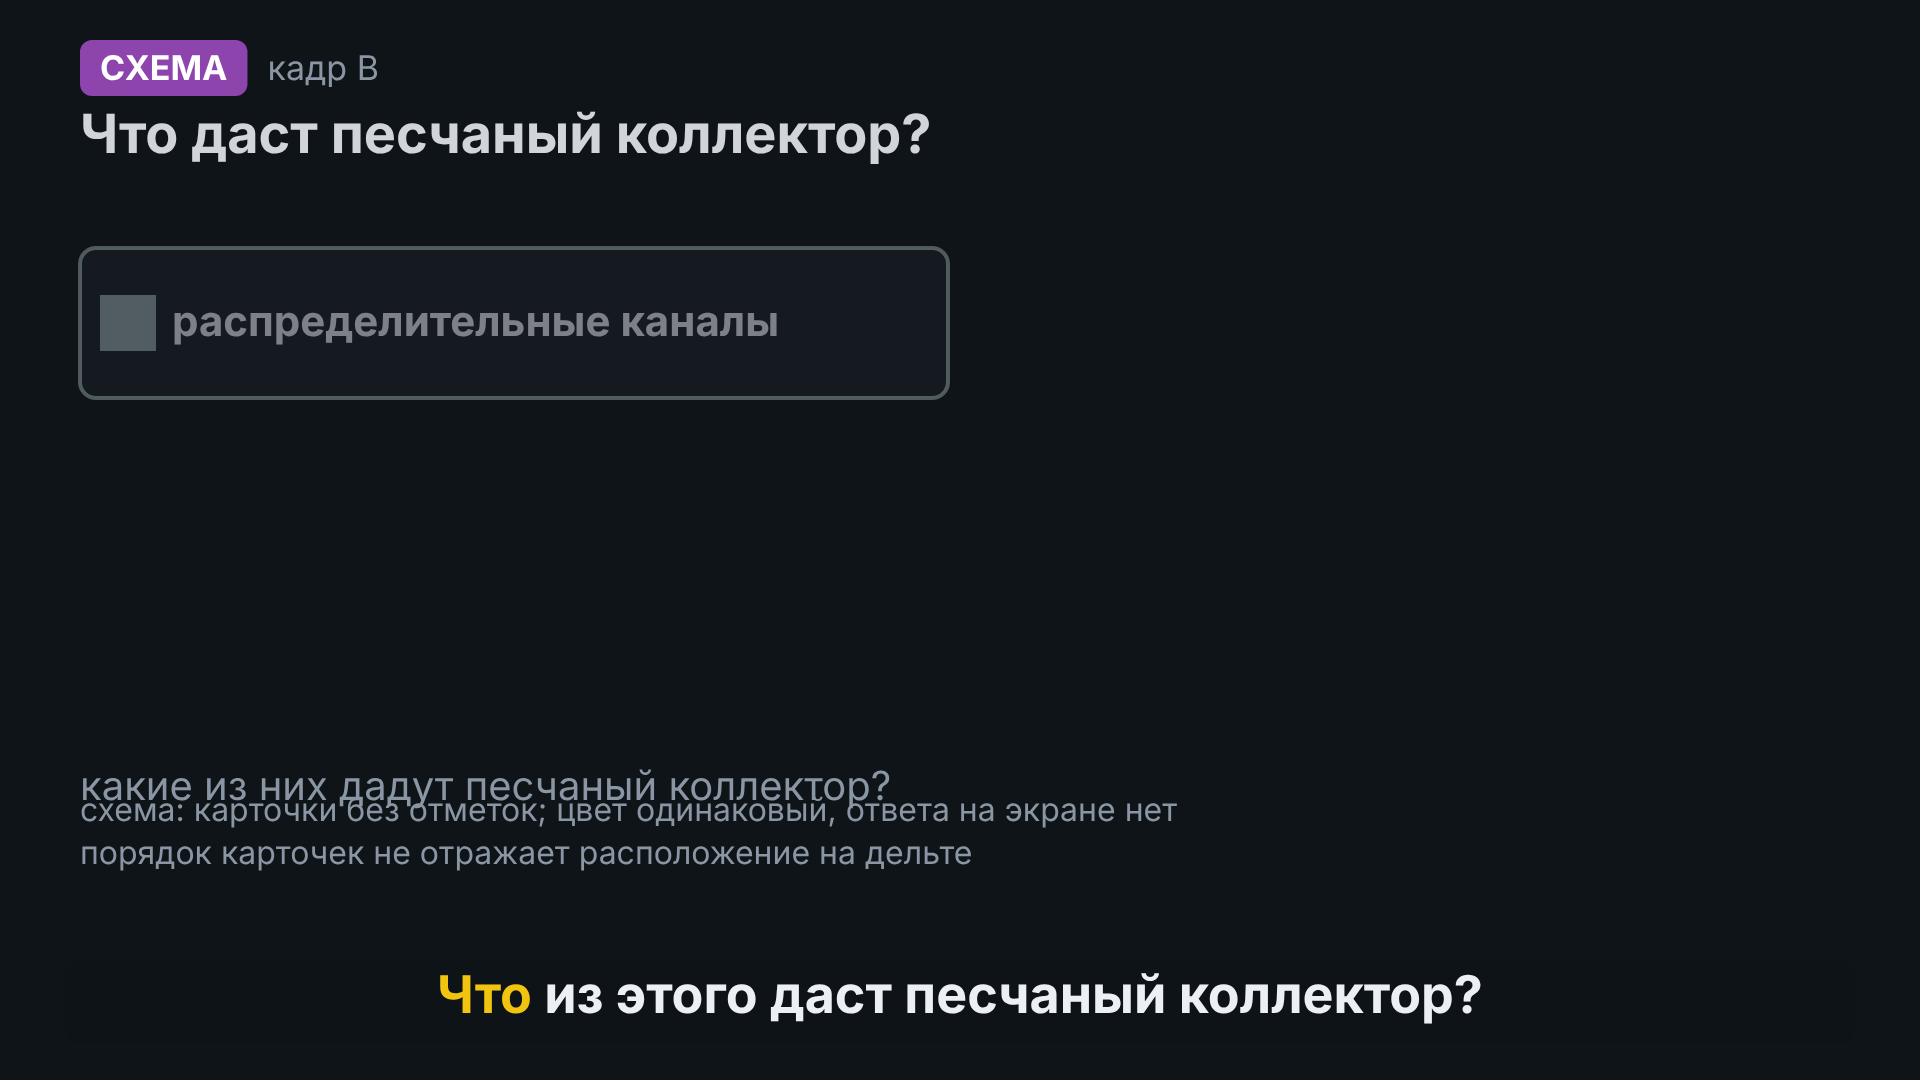 СХЕМА кадр В
Что даст песчаный коллектор?
распределительные каналы
какие из них дадут песчаный коллектор?
схема: карточки без отметок; цвет одинаковый, ответа на экране нет
порядок карточек не отражает расположение на дельте
Что из этого даст песчаный коллектор?